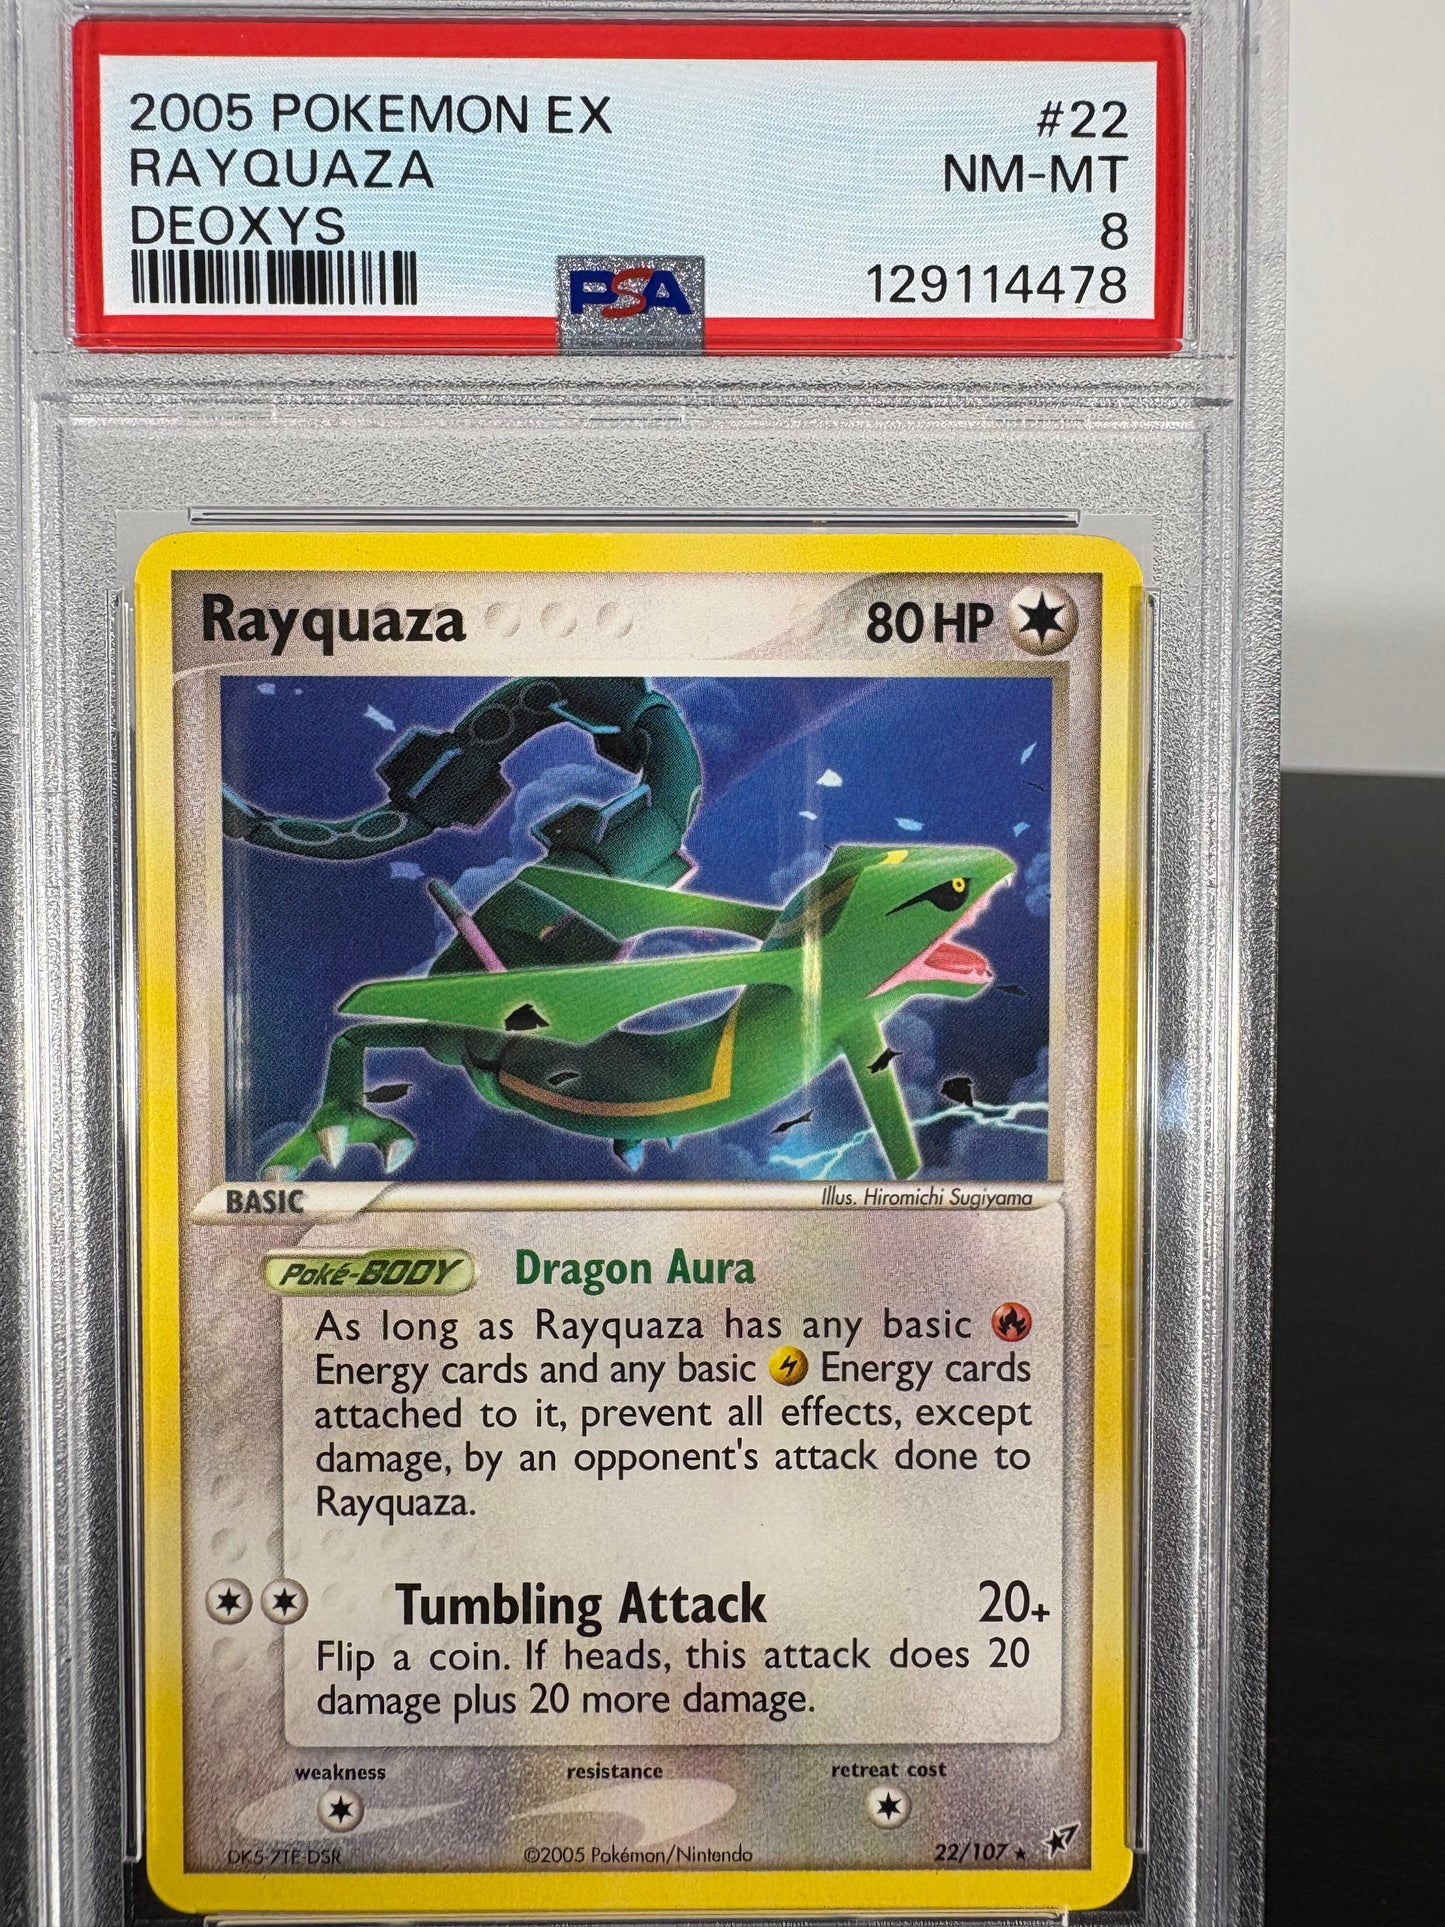 2005 POKEMON EX #22
RAYQUAZA NM-MT
DEOXYS 8
PSA 129114478
Rayquaza 80 HP
BASIC Illus. Hiromichi Sugiyama
Poké-BODY Dragon Aura
As long as Rayquaza has any basic
Energy cards and any basic Energy cards
attached to it, prevent all effects, except
damage, by an opponent's attack done to
Rayquaza.
Tumbling Attack 20+
Flip a coin. If heads, this attack does 20
damage plus 20 more damage.
weakness resistance retreat cost
DK5-7TE-DSR ©2005 Pokémon/Nintendo 22/107 ★